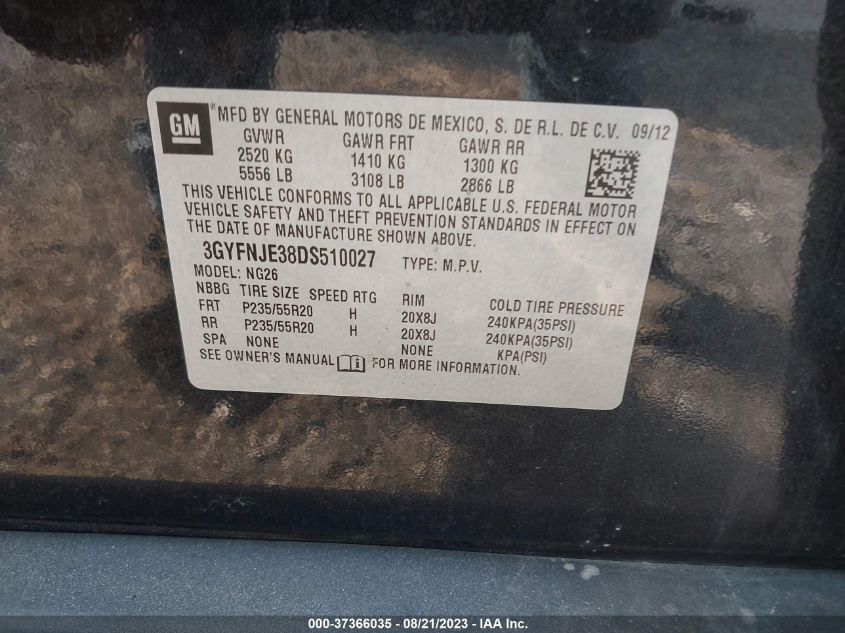 GM ® MFD BY GENERAL MOTORS DE MEXICO, S. DE R.L. DE C.V. 09/12
GVWR GAWR FRT GAWR RR
2520 KG 1410 KG 1300 KG
5556 LB 3108 LB 2866 LB
THIS VEHICLE CONFORMS TO ALL APPLICABLE U.S. FEDERAL MOTOR
VEHICLE SAFETY AND THEFT PREVENTION STANDARDS IN EFFECT ON
THE DATE OF MANUFACTURE SHOWN ABOVE.
3GYFNJE38DS510027 TYPE: M.P.V.
MODEL: NG26
NBBG TIRE SIZE SPEED RTG RIM COLD TIRE PRESSURE
FRT P235/55R20 H 20X8J 240KPA(35PSI)
RR P235/55R20 H 20X8J 240KPA(35PSI)
SPA NONE NONE KPA(PSI)
SEE OWNER'S MANUAL FOR MORE INFORMATION.
000-37366035 - 08/21/2023 - IAA Inc.